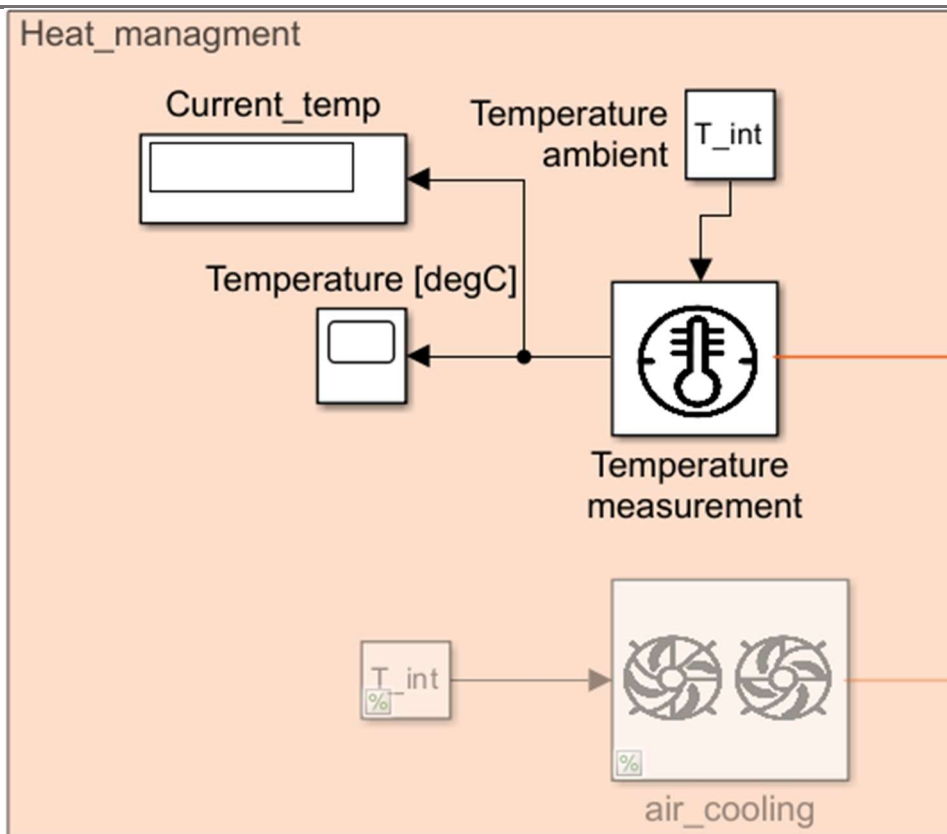 Heat_managment
Current_temp
Temperature
ambient
T_int
Temperature [degC]
Temperature
measurement
T_int
%
%
air_cooling